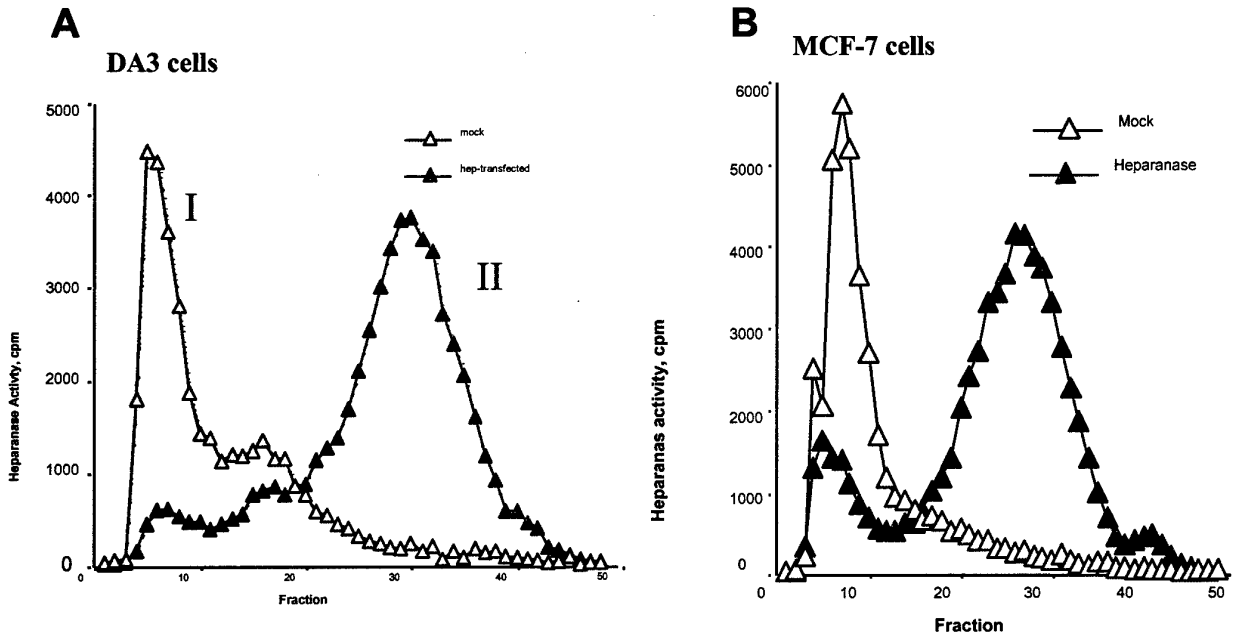 A
DA3 cells
5000
4000
3000
2000
1000
0
0 10 20 30 40 50
Heparanase Activty, cpm
Fraction
mock
hep-transfected
I
II
B
MCF-7 cells
6000
5000
4000
3000
2000
1000
0
0 10 20 30 40 50
Heparanas activity, cpm
Fraction
Mock
Heparanase